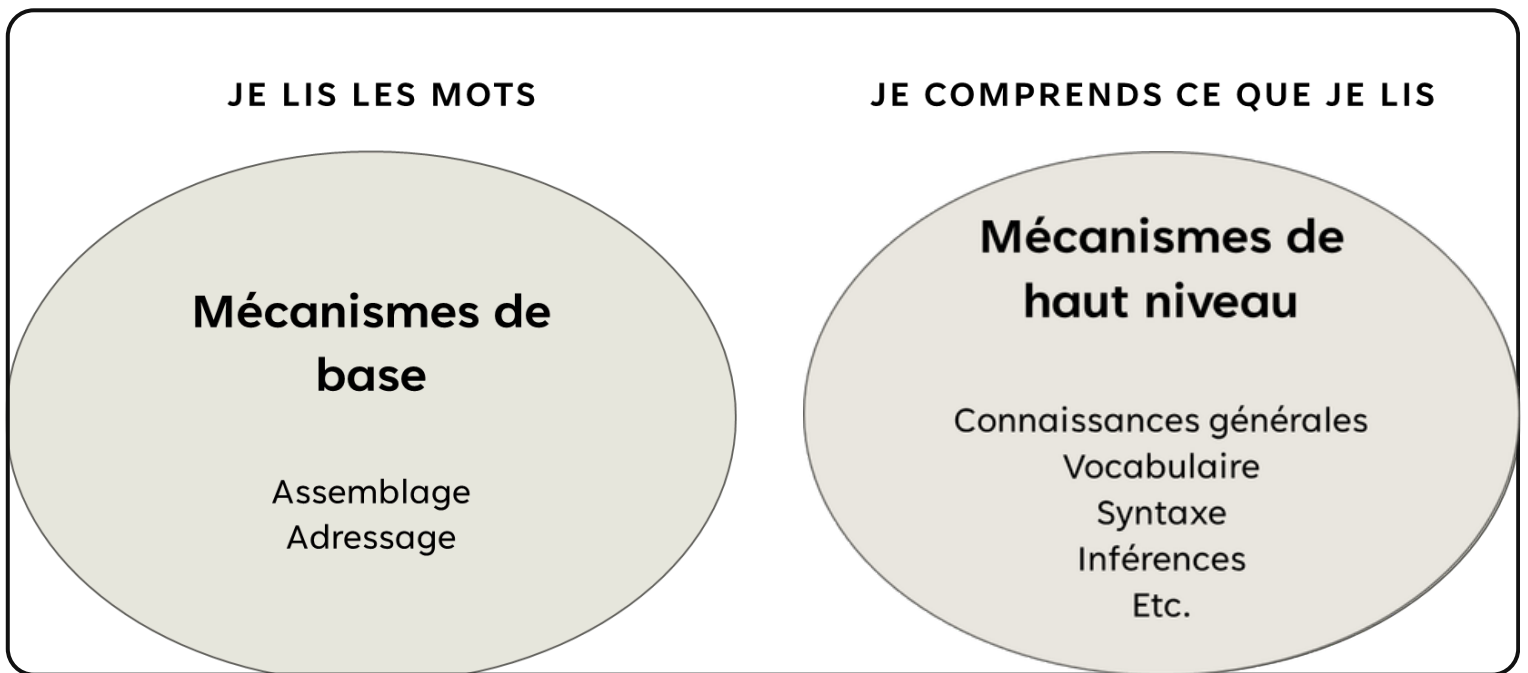 JE LIS LES MOTS
Mécanismes de
base
Assemblage
Adressage
JE COMPRENDS CE QUE JE LIS
Mécanismes de
haut niveau
Connaissances générales
Vocabulaire
Syntaxe
Inférences
Etc.